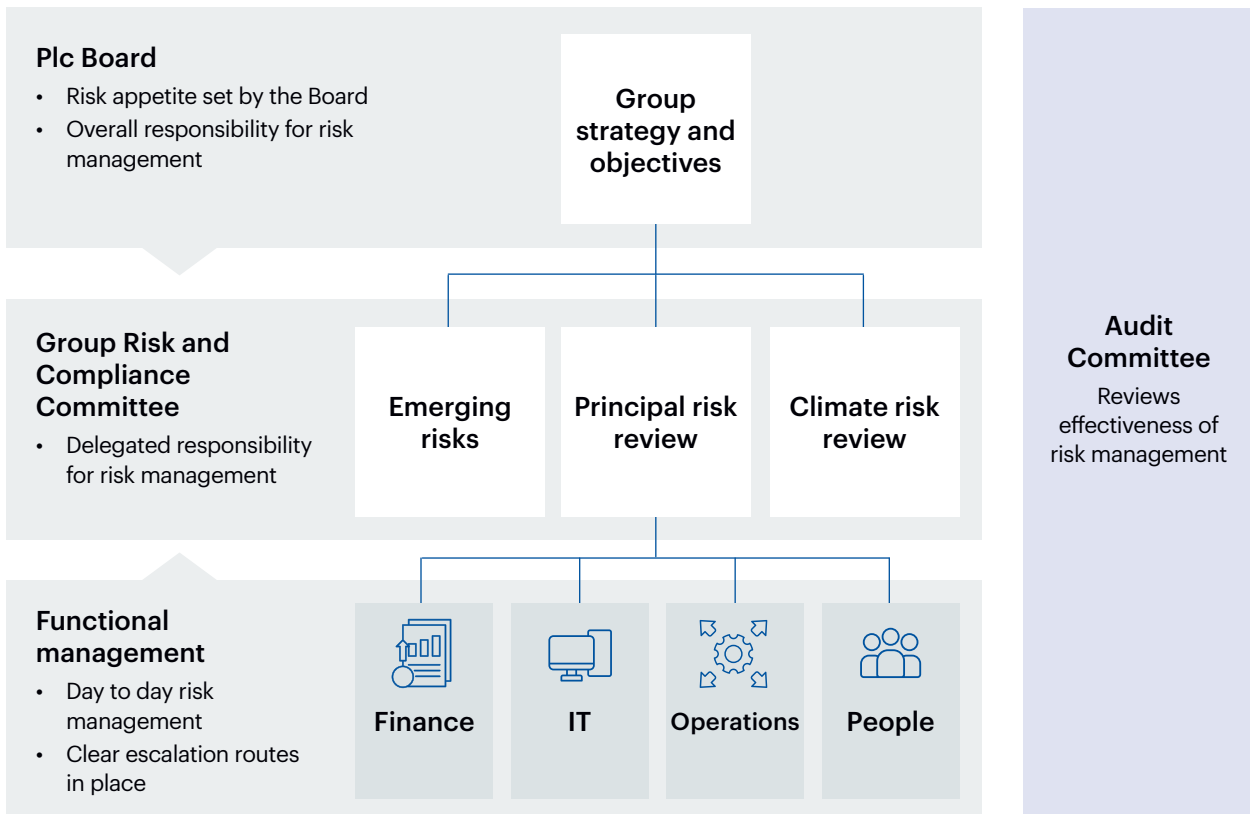 Plc Board
• Risk appetite set by the Board
• Overall responsibility for risk
management
Group
strategy and
objectives
Group Risk and
Compliance
Committee
• Delegated responsibility
for risk management
Emerging
risks
Principal risk
review
Climate risk
review
Functional
management
• Day to day risk
management
• Clear escalation routes
in place
Finance
IT
Operations
People
Audit
Committee
Reviews
effectiveness of
risk management